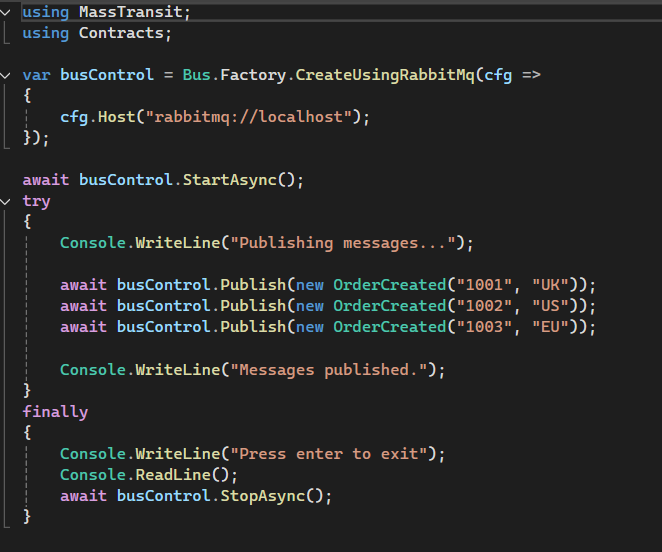 using MassTransit;
using Contracts;
var busControl = Bus.Factory.CreateUsingRabbitMq(cfg =>
{
    cfg.Host("rabbitmq://localhost");
});
await busControl.StartAsync();
try
{
    Console.WriteLine("Publishing messages...");
    await busControl.Publish(new OrderCreated("1001", "UK"));
    await busControl.Publish(new OrderCreated("1002", "US"));
    await busControl.Publish(new OrderCreated("1003", "EU"));
    Console.WriteLine("Messages published.");
}
finally
{
    Console.WriteLine("Press enter to exit");
    Console.ReadLine();
    await busControl.StopAsync();
}